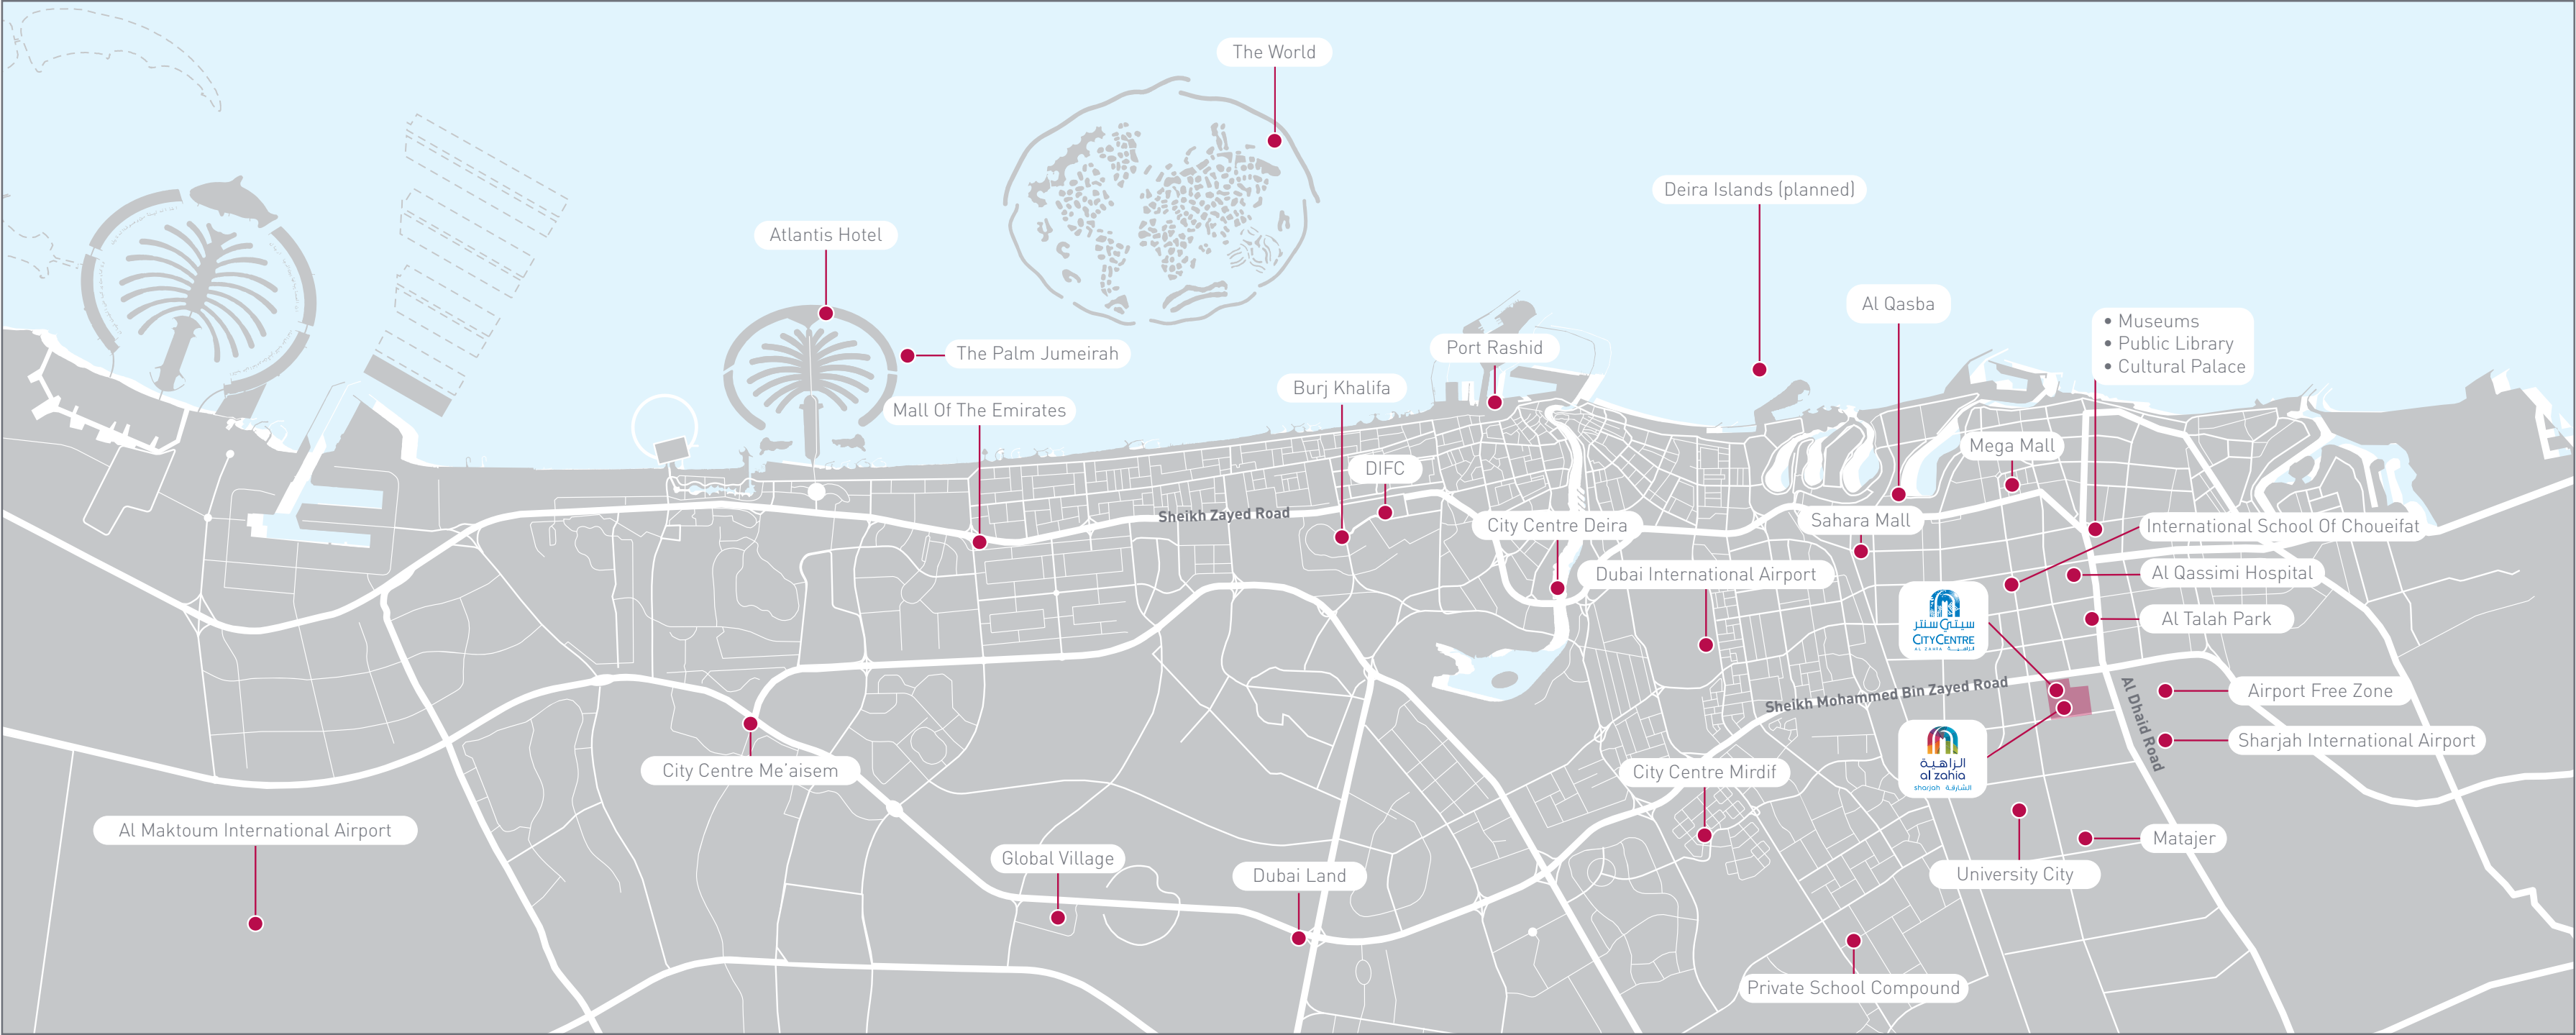 The World
Deira Islands (planned)
Atlantis Hotel
Al Qasba
• Museums
• Public Library
• Cultural Palace
The Palm Jumeirah
Port Rashid
Burj Khalifa
Mall Of The Emirates
Mega Mall
DIFC
Sheikh Zayed Road
City Centre Deira
Sahara Mall
International School Of Choueifat
Dubai International Airport
Al Qassimi Hospital
سيتي سنتر
CITY CENTRE
AL ZAHIA الزاهية
Al Talah Park
Sheikh Mohammed Bin Zayed Road
Al Dhaid Road
Airport Free Zone
Sharjah International Airport
الزاهية
al zahia
sharjah الشارقة
City Centre Me'aisem
City Centre Mirdif
Al Maktoum International Airport
Matajer
Global Village
Dubai Land
University City
Private School Compound